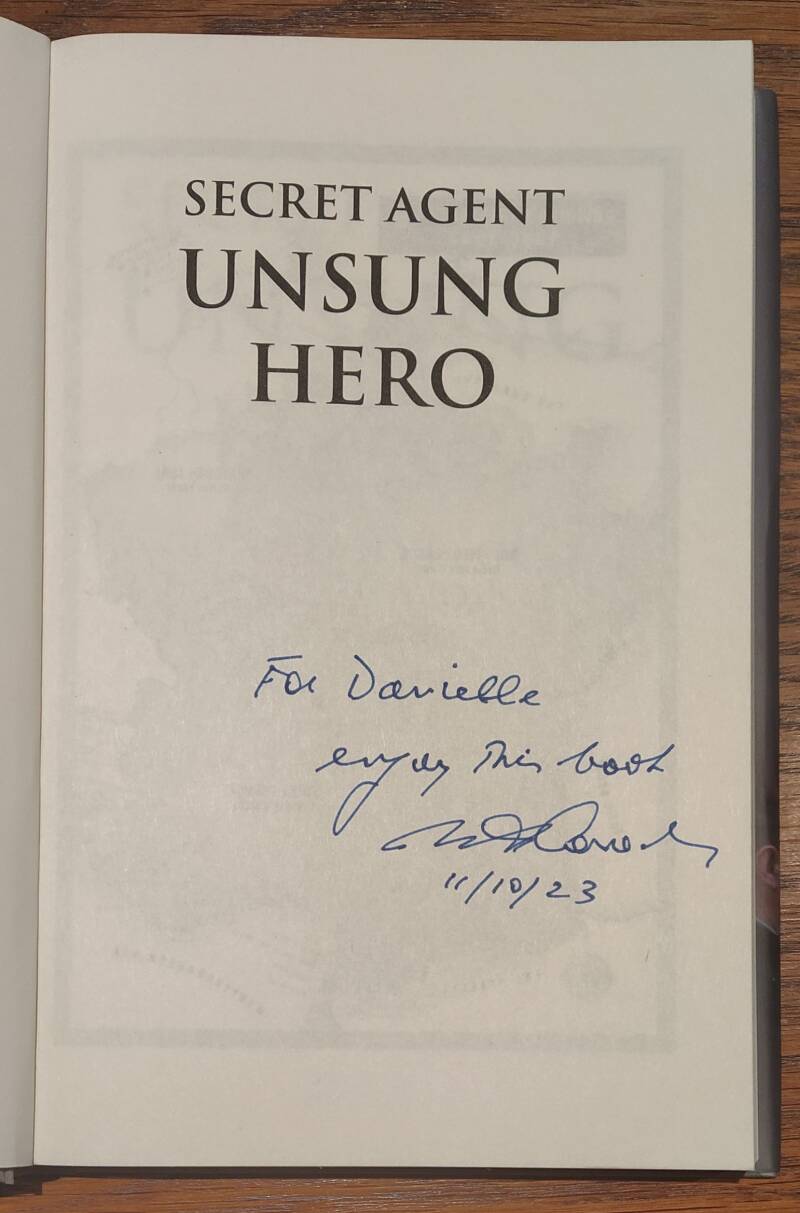 SECRET AGENT
UNSUNG
HERO
For Danielle
enjoy this book
11/10/23